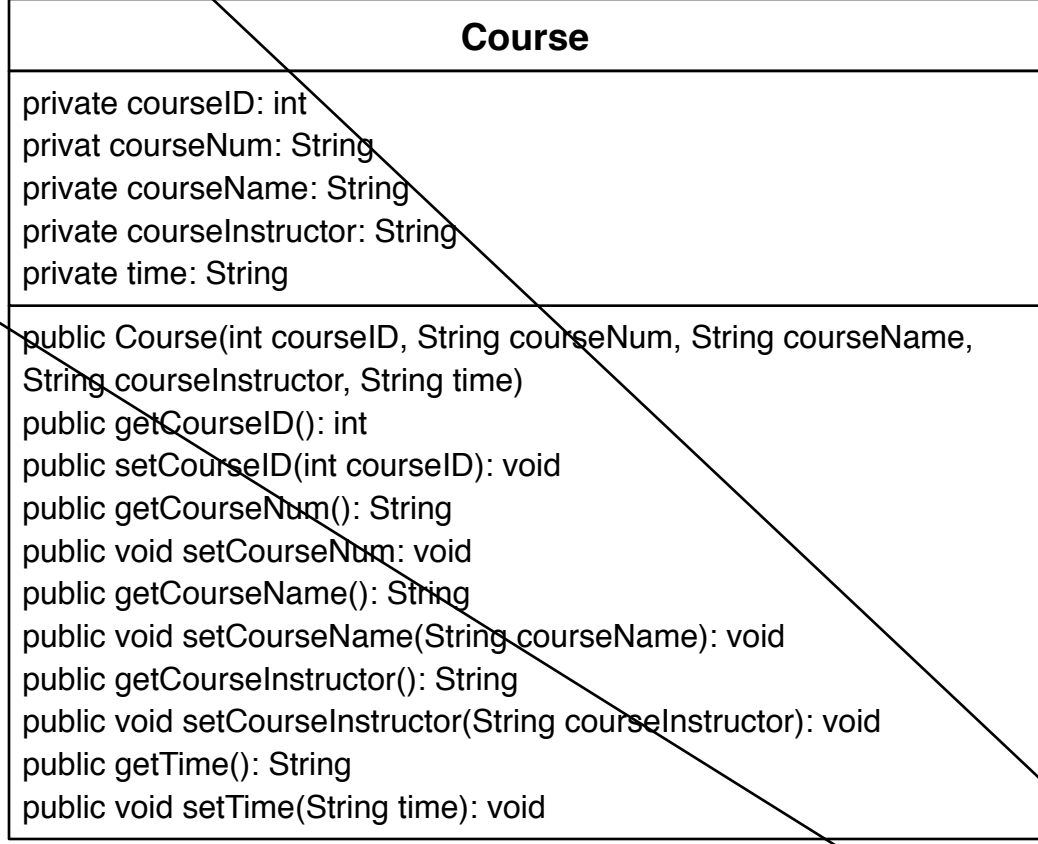 Course
private courseID: int
privat courseNum: String
private courseName: String
private courseInstructor: String
private time: String
public Course(int courseID, String courseNum, String courseName,
String courseInstructor, String time)
public getCourseID(): int
public setCourseID(int courseID): void
public getCourseNum(): String
public void setCourseNum: void
public getCourseName(): String
public void setCourseName(String courseName): void
public getCourseInstructor(): String
public void setCourseInstructor(String courseInstructor): void
public getTime(): String
public void setTime(String time): void